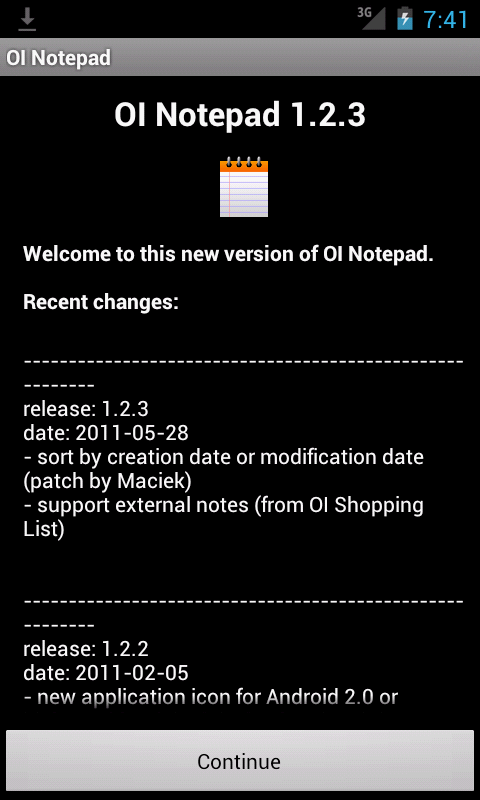 3G 7:41
OI Notepad
OI Notepad 1.2.3
Welcome to this new version of OI Notepad.
Recent changes:
-------------------------------------------------
--------
release: 1.2.3
date: 2011-05-28
- sort by creation date or modification date
(patch by Maciek)
- support external notes (from OI Shopping
List)
-------------------------------------------------
--------
release: 1.2.2
date: 2011-02-05
- new application icon for Android 2.0 or
Continue